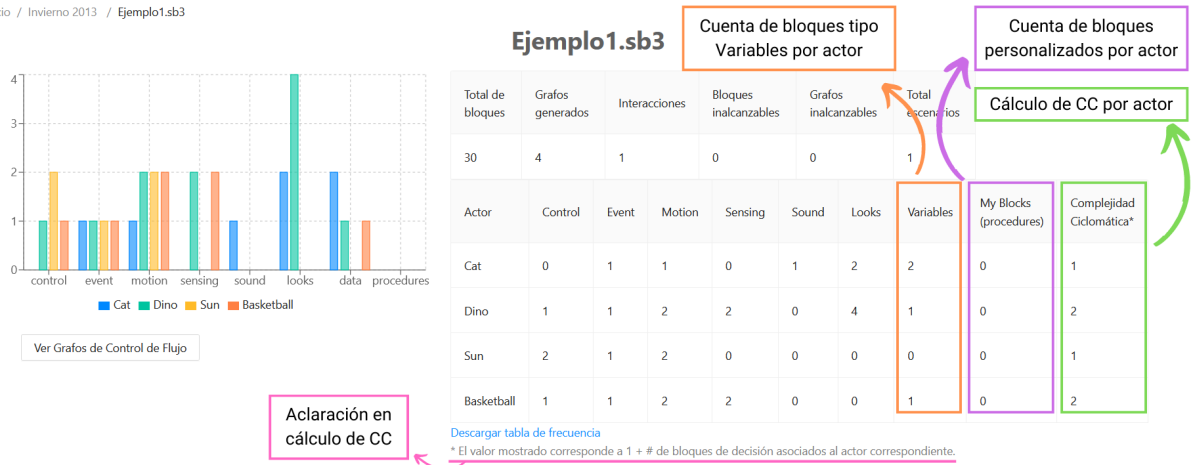 / Invierno 2013 / Ejemplo1.sb3
Ejemplo1.sb3
Cuenta de bloques tipo
Variables por actor
Cuenta de bloques
personalizados por actor
Cálculo de CC por actor
4
3
2
1
0
control event motion sensing sound looks data procedures
Cat Dino Sun Basketball
Ver Grafos de Control de Flujo
Total de bloques Grafos generados Interacciones Bloques inalcanzables Grafos inalcanzables Total escenarios
30 4 1 0 0 1
Actor Control Event Motion Sensing Sound Looks Variables My Blocks (procedures) Complejidad Ciclomática*
Cat 0 1 1 0 1 2 2 0 1
Dino 1 1 2 2 0 4 1 0 2
Sun 2 1 2 0 0 0 0 0 1
Basketball 1 1 2 2 0 0 1 0 2
Descargar tabla de frecuencia
* El valor mostrado corresponde a 1 + # de bloques de decisión asociados al actor correspondiente.
Aclaración en
cálculo de CC